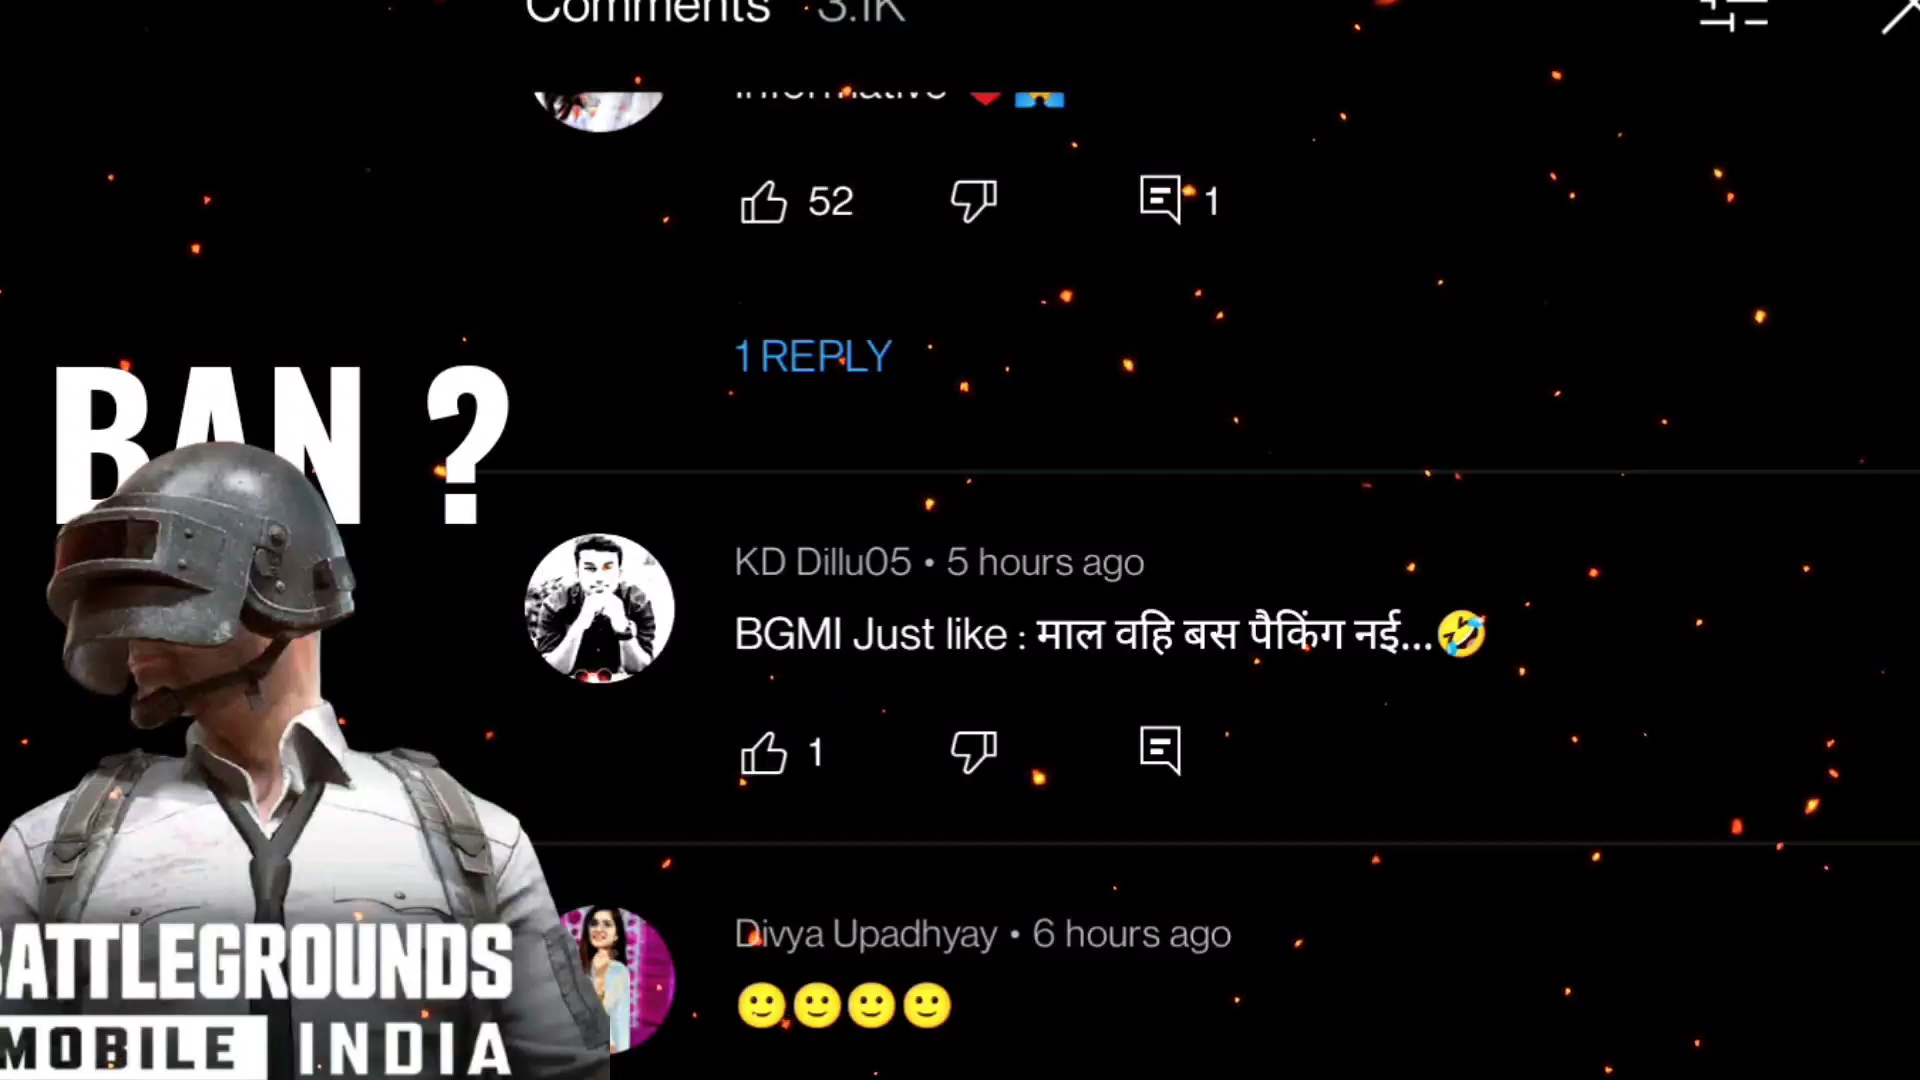 Comments · 3.1K
Informative ❤️🙏
52
1
1 REPLY
BAN ?
KD Dillu05 • 5 hours ago
BGMI Just like : माल वहि बस पैकिंग नई...🤣
1
Divya Upadhyay • 6 hours ago
🙂🙂🙂🙂
BATTLEGROUNDS
MOBILE INDIA